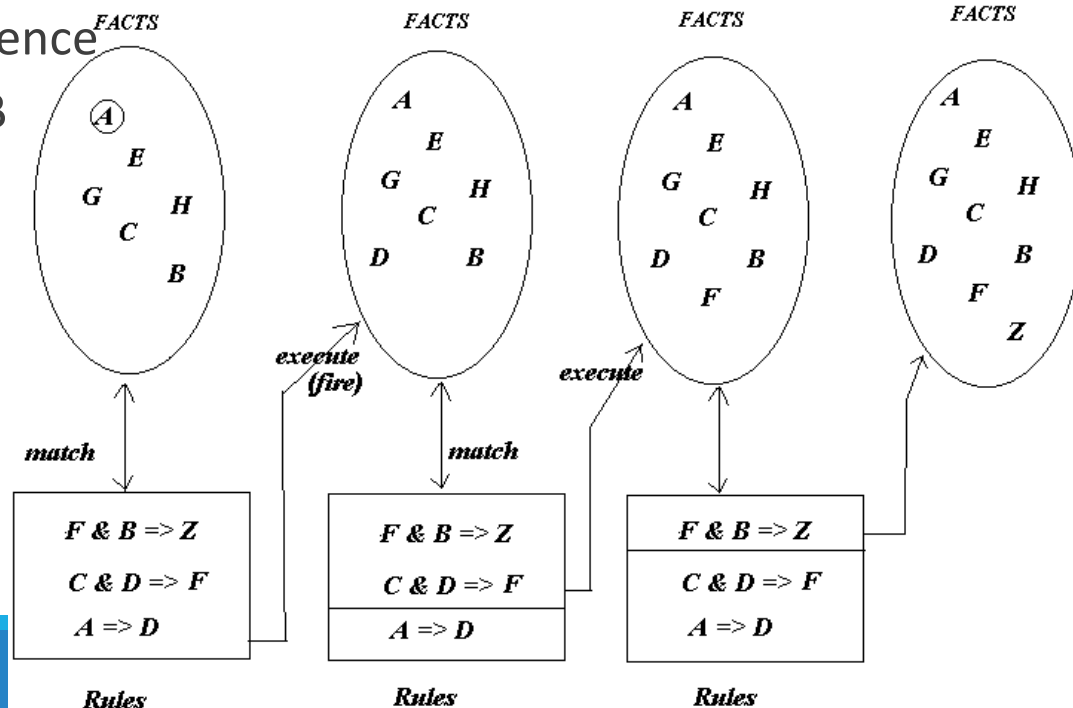 ence
FACTS
FACTS
FACTS
FACTS
A
E
G
H
C
B
A
E
G
H
C
D
B
A
E
G
H
C
D
B
F
A
E
G
H
C
D
B
F
Z
match
execute
(fire)
match
execute
F & B => Z
C & D => F
A => D
F & B => Z
C & D => F
A => D
F & B => Z
C & D => F
A => D
Rules
Rules
Rules